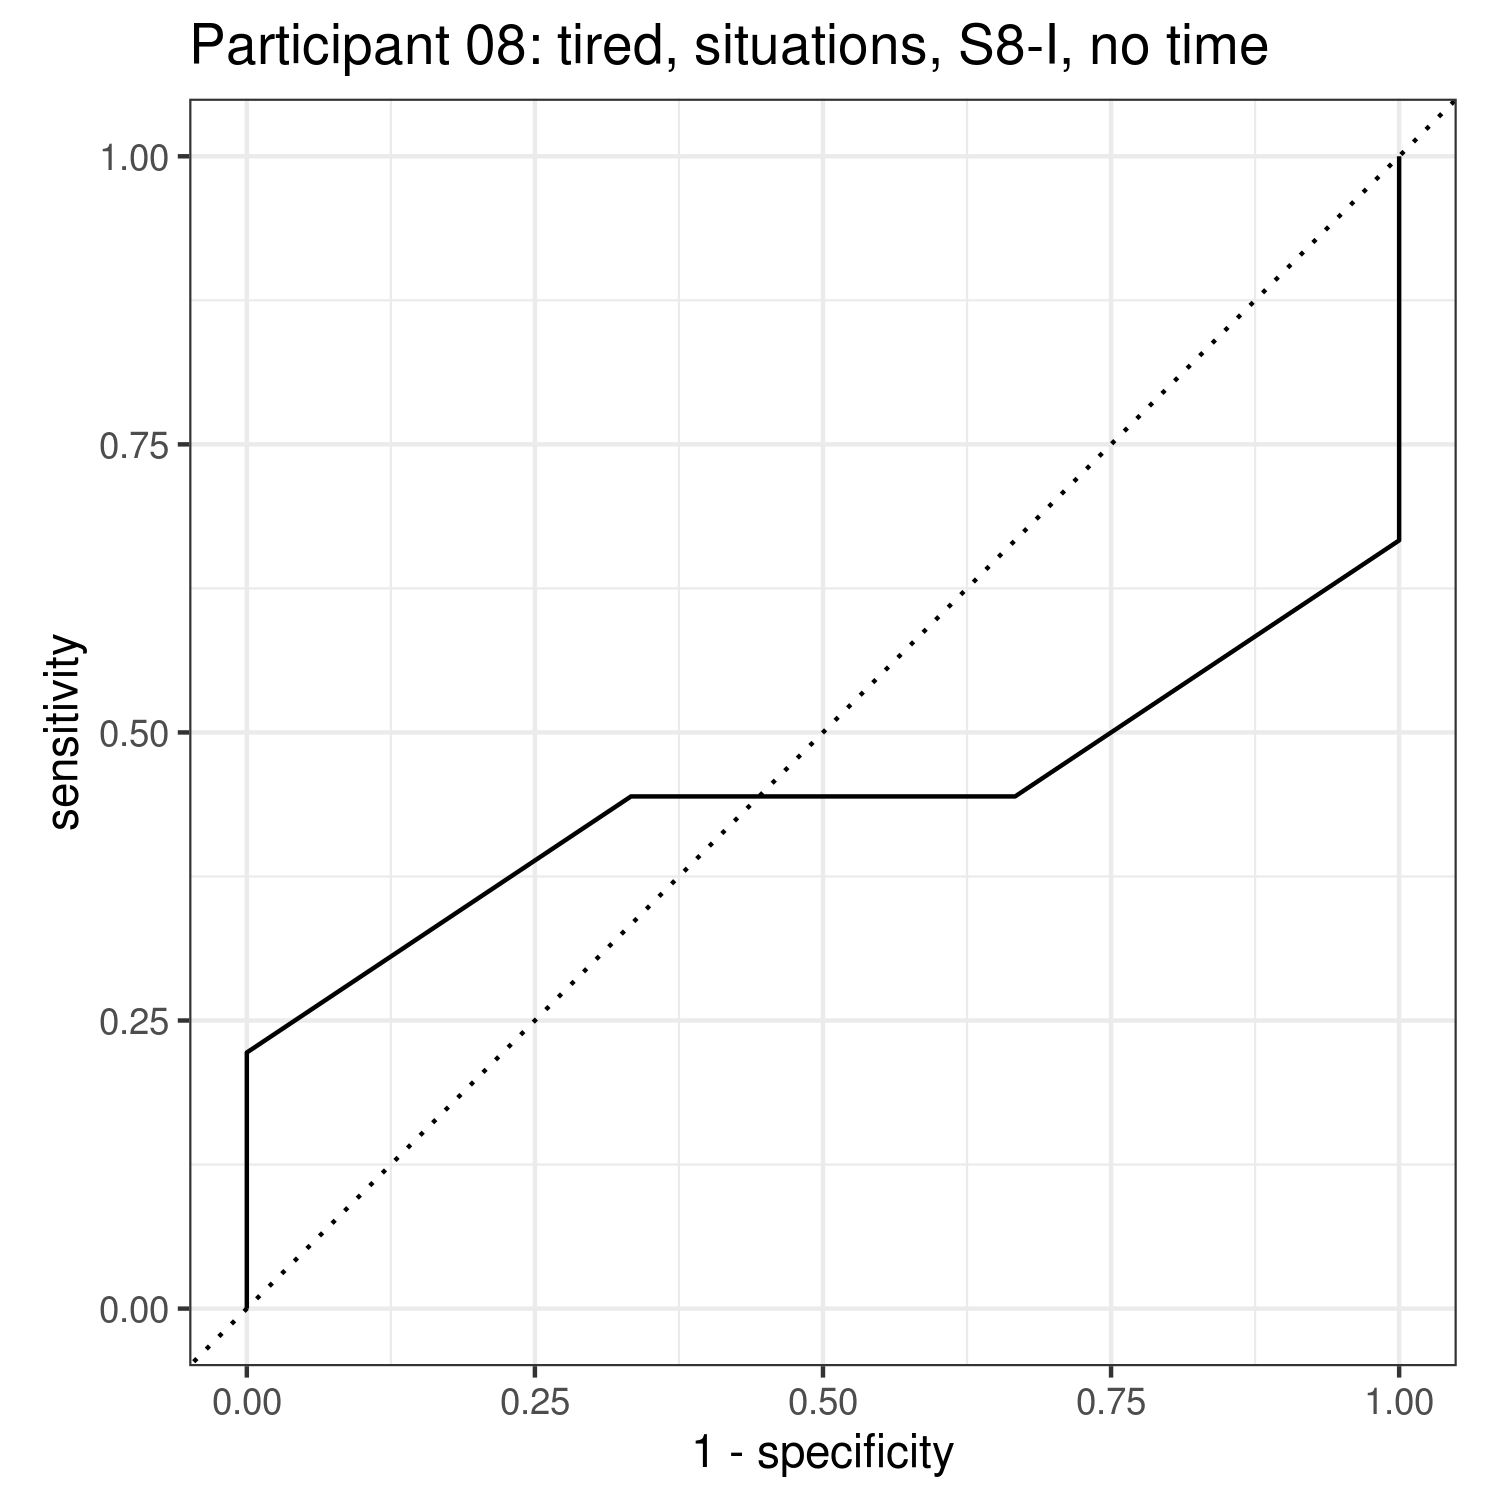 Participant 08: tired, situations, S8-I, no time
sensitivity
1.00
0.75
0.50
0.25
0.00
0.00 0.25 0.50 0.75 1.00
1 - specificity